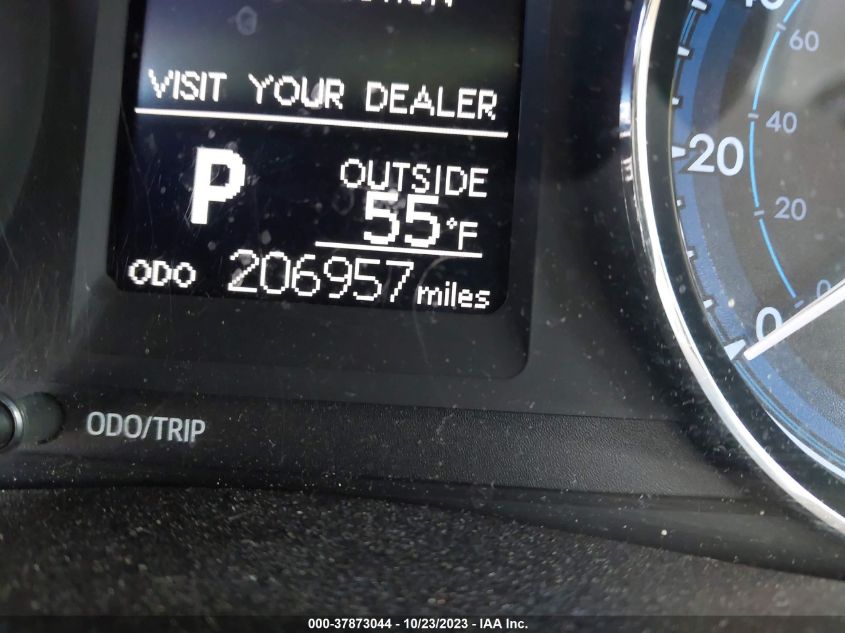 VISIT YOUR DEALER
P
OUTSIDE
55°F
ODO 206957 miles
ODO/TRIP
60
40
20
20
0
0
000-37873044 - 10/23/2023 - IAA Inc.